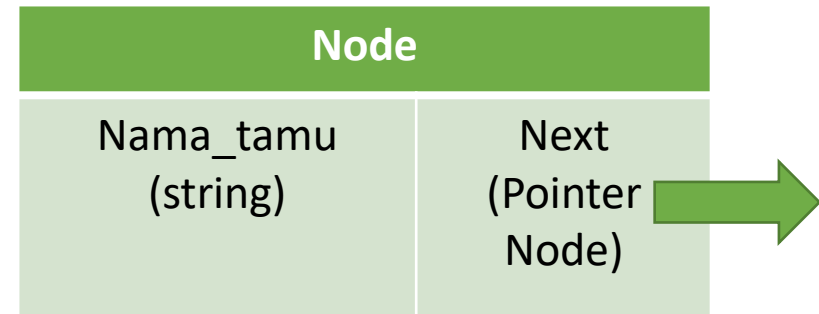 Node
Nama_tamu
(string)
Next
(Pointer
Node)